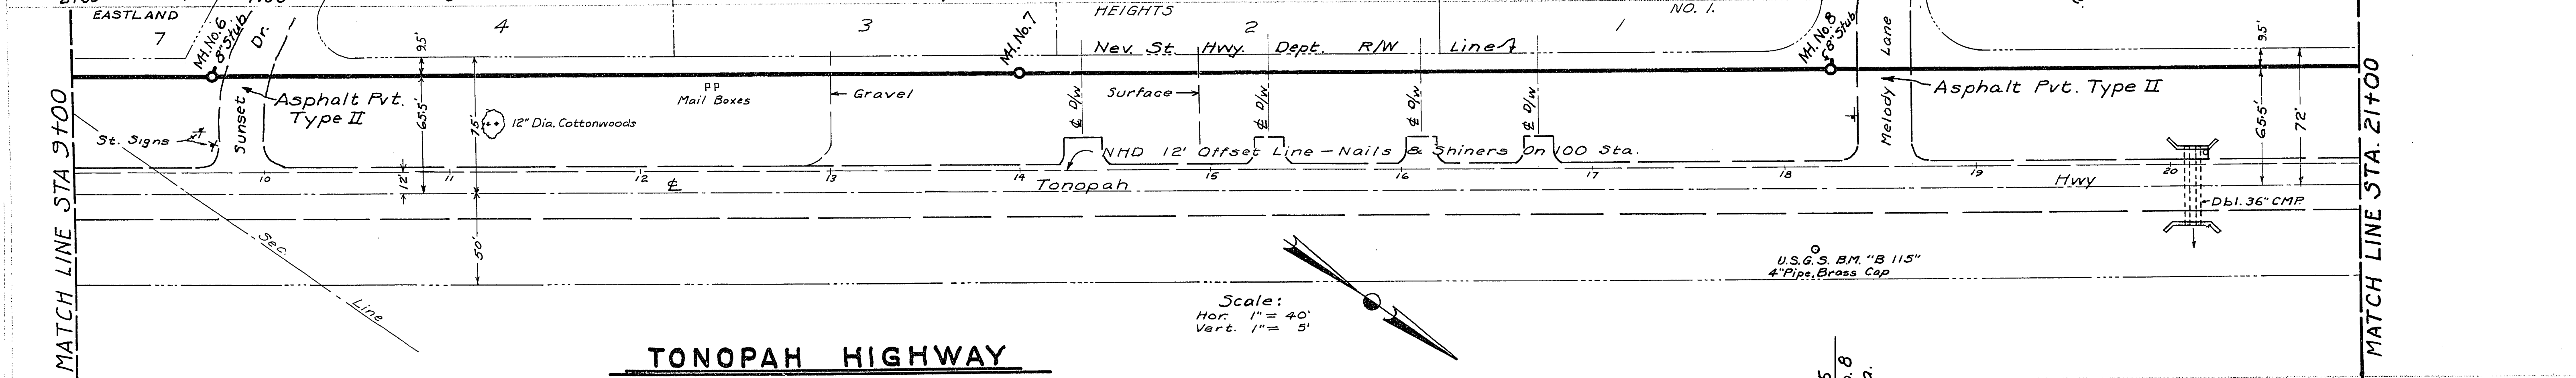 EASTLAND HEIGHTS NO. 1.
7 4 3 2 1
M.H. No. 6
8" Stub
Sunset Dr.
M.H. No. 7
M.H. No. 8
8" Stub
Melody Lane
Nev. St. Hwy. Dept. R/W Line
9.5'
9.5'
Asphalt Pvt.
Type II
St. Signs
65.5'
75'
12'
50'
PP
Mail Boxes
12" Dia. Cottonwoods
Gravel Surface
℄ D/W
℄ D/W
℄ D/W
℄ D/W
Asphalt Pvt. Type II
65.5'
72'
NHD 12' Offset Line - Nails & Shiners On 100 Sta.
10 11 12 13 14 15 16 17 18 19 20
℄ Tonopah Hwy
Dbl. 36" CMP.
Sec. Line
U.S.G.S. B.M. "B 115"
4" Pipe, Brass Cap
Scale:
Hor. 1" = 40'
Vert. 1" = 5'
MATCH LINE STA 9+00
MATCH LINE STA. 21+00
TONOPAH HIGHWAY